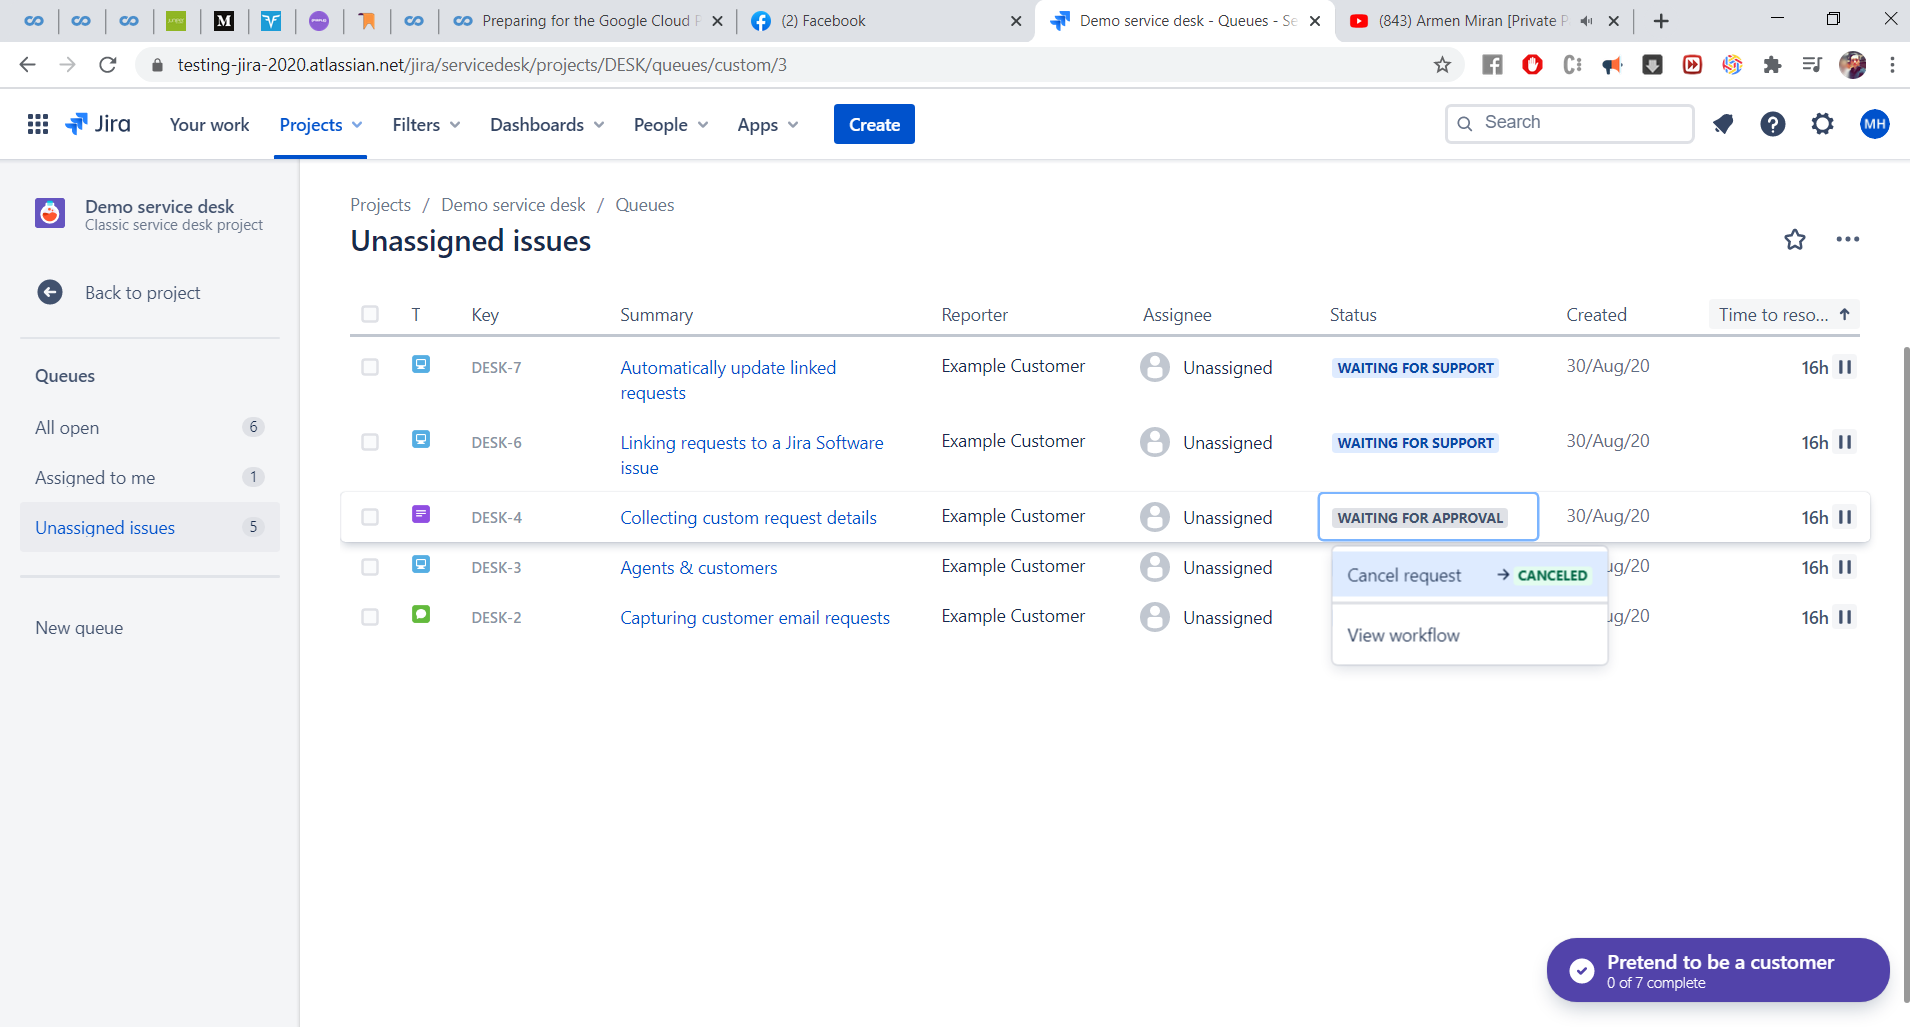 Preparing for the Google Cloud P
(2) Facebook
Demo service desk - Queues - Se
(843) Armen Miran [Private P
M
testing-jira-2020.atlassian.net/jira/servicedesk/projects/DESK/queues/custom/3
Jira
Your work
Projects
Filters
Dashboards
People
Apps
Create
Search
MH
Demo service desk
Classic service desk project
Back to project
Queues
All open 6
Assigned to me 1
Unassigned issues 5
New queue
Projects / Demo service desk / Queues
Unassigned issues
T Key Summary Reporter Assignee Status Created Time to reso...
DESK-7 Automatically update linked Example Customer Unassigned WAITING FOR SUPPORT 30/Aug/20 16h
requests
DESK-6 Linking requests to a Jira Software Example Customer Unassigned WAITING FOR SUPPORT 30/Aug/20 16h
issue
DESK-4 Collecting custom request details Example Customer Unassigned WAITING FOR APPROVAL 30/Aug/20 16h
DESK-3 Agents & customers Example Customer Unassigned ug/20 16h
DESK-2 Capturing customer email requests Example Customer Unassigned ug/20 16h
Cancel request → CANCELED
View workflow
Pretend to be a customer
0 of 7 complete